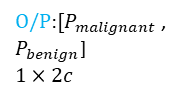 O/P:[P_malignant ,
P_benign]
1 × 2c